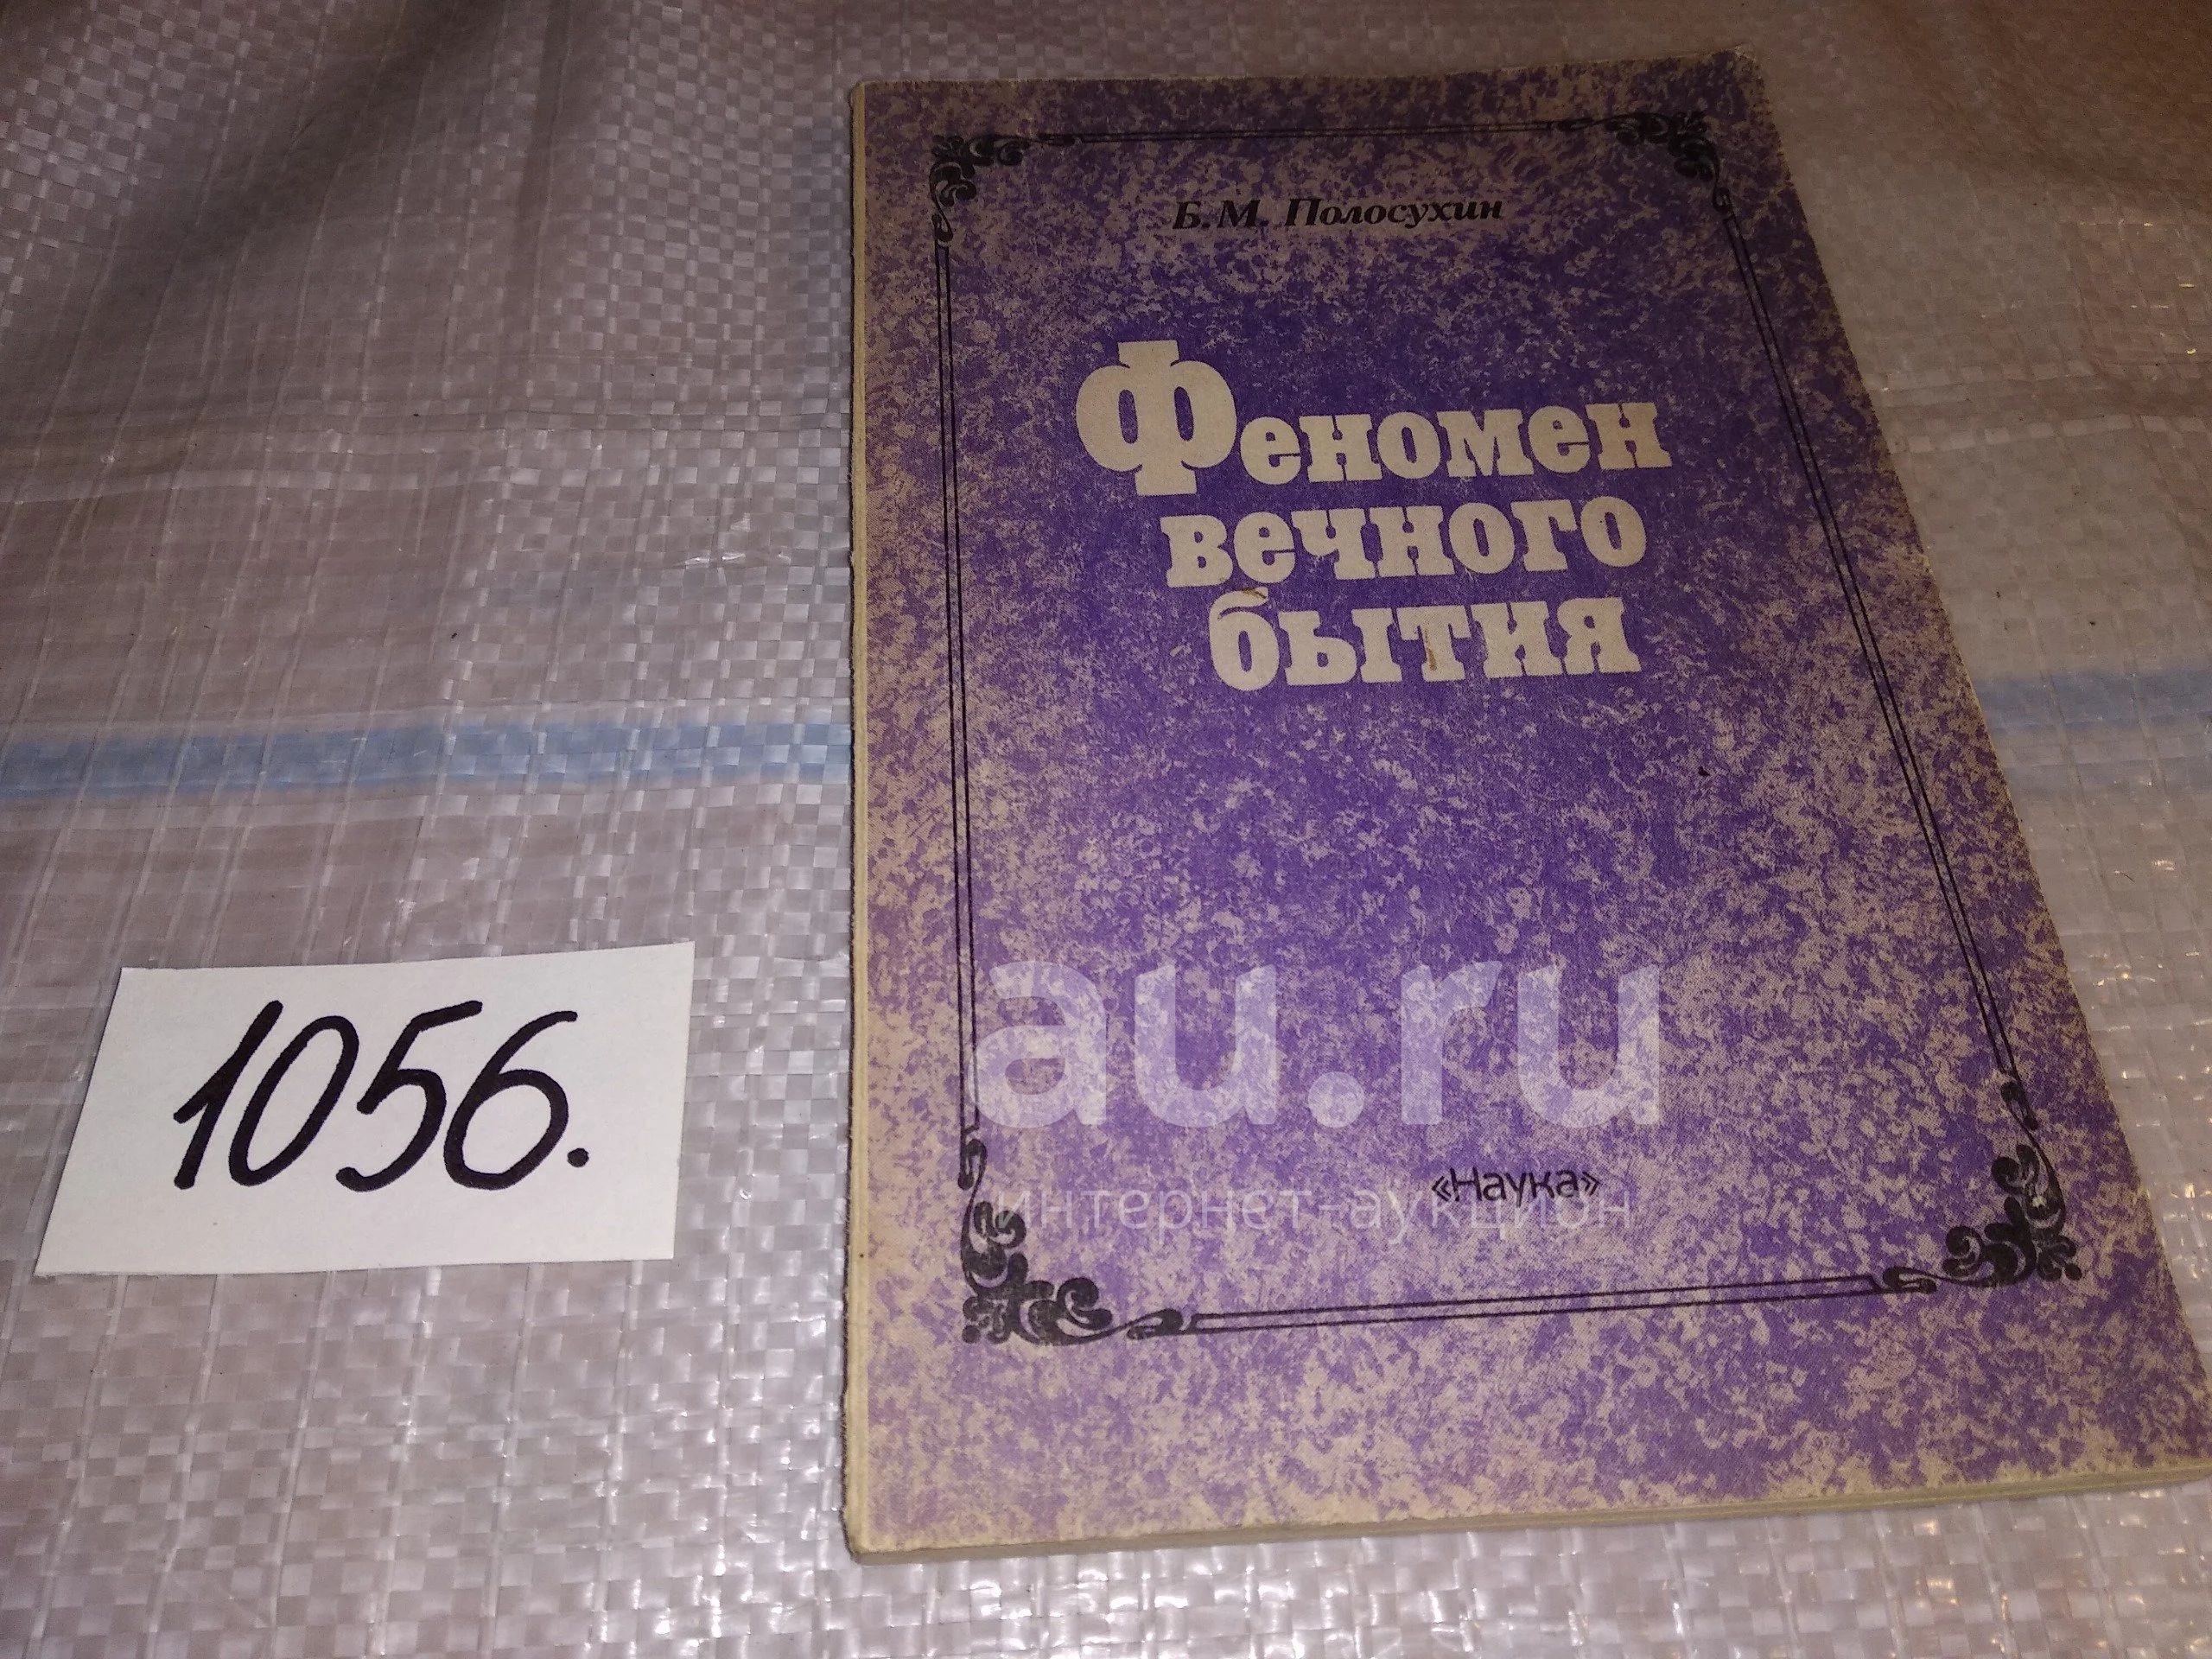 Б.М. Полосухин
Феномен
вечного
бытия
au.ru
«Наука»
интернет-аукцион
1056.